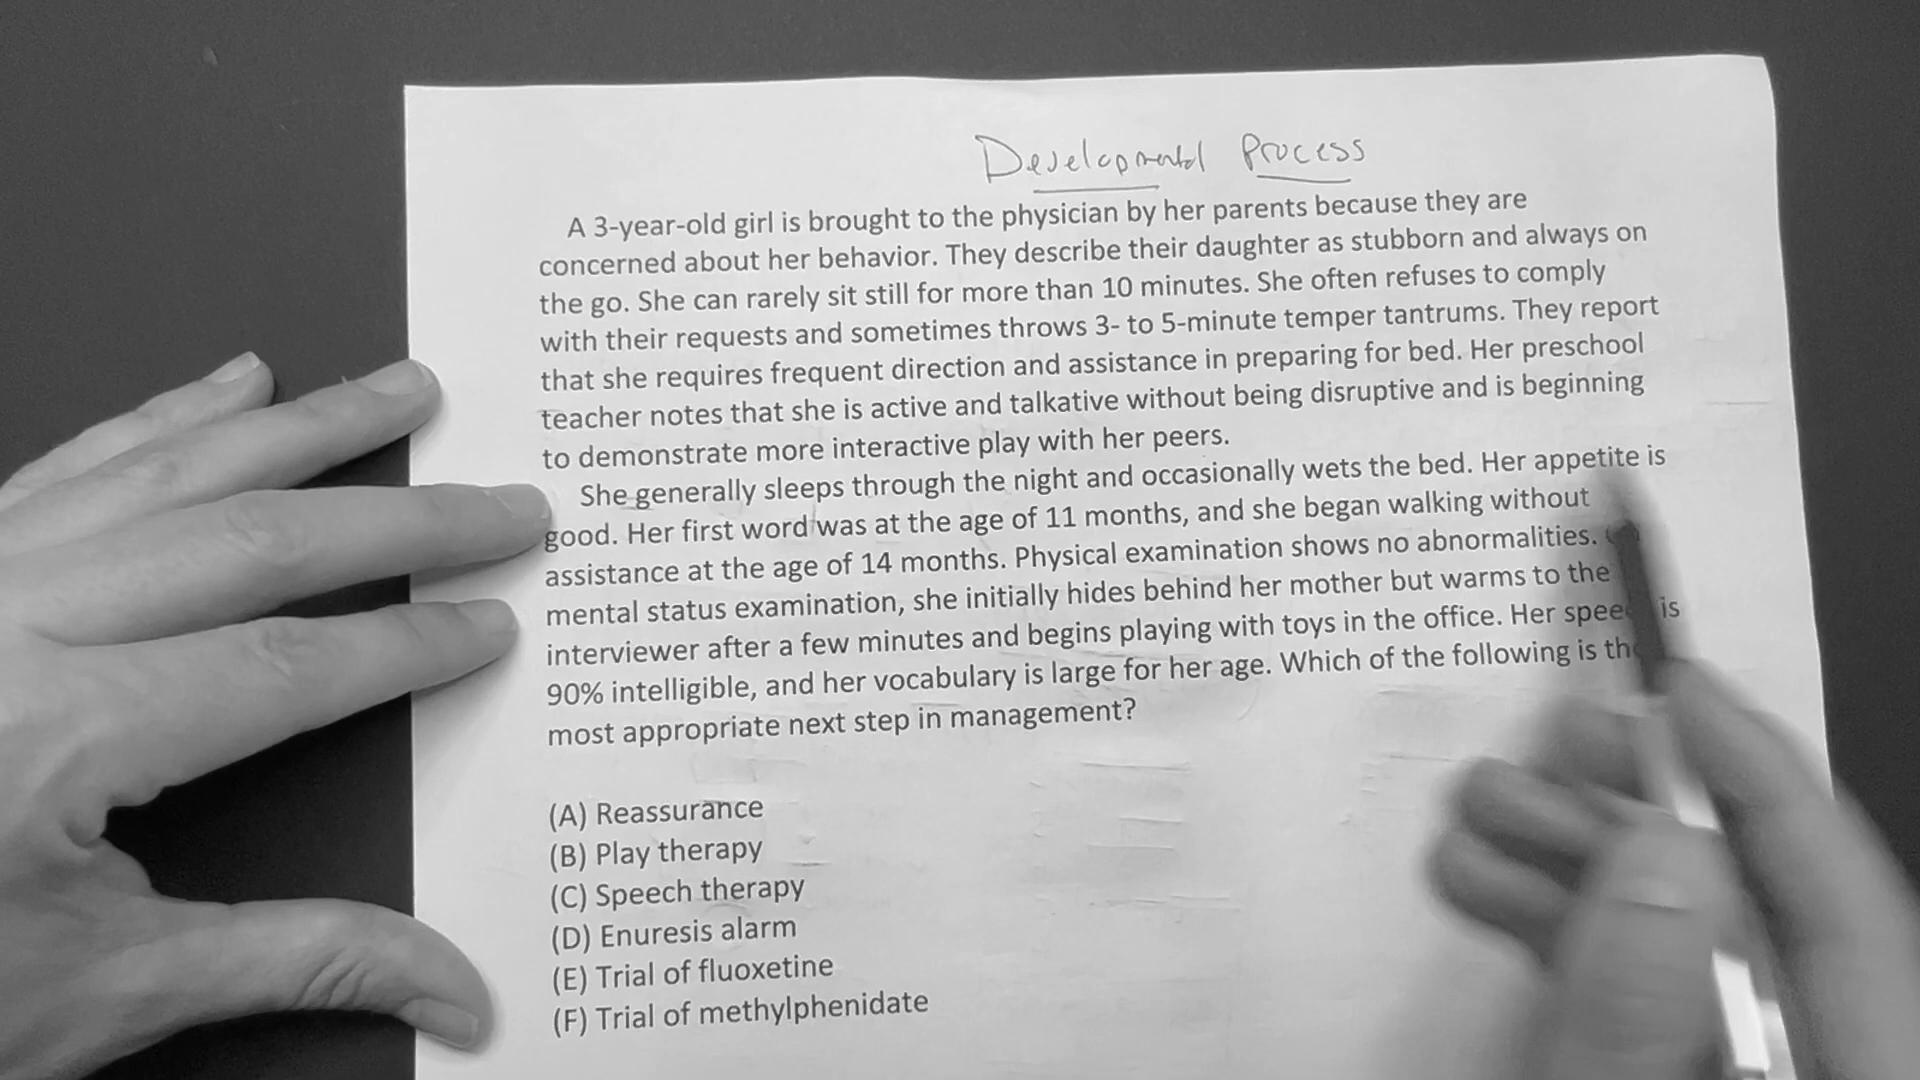 Developmental Process
A 3-year-old girl is brought to the physician by her parents because they are
concerned about her behavior. They describe their daughter as stubborn and always on
the go. She can rarely sit still for more than 10 minutes. She often refuses to comply
with their requests and sometimes throws 3- to 5-minute temper tantrums. They report
that she requires frequent direction and assistance in preparing for bed. Her preschool
teacher notes that she is active and talkative without being disruptive and is beginning
to demonstrate more interactive play with her peers.
She generally sleeps through the night and occasionally wets the bed. Her appetite is
good. Her first word was at the age of 11 months, and she began walking without
assistance at the age of 14 months. Physical examination shows no abnormalities.
mental status examination, she initially hides behind her mother but warms to the
interviewer after a few minutes and begins playing with toys in the office. Her is
90% intelligible, and her vocabulary is large for her age. Which of the following is
most appropriate next step in management?
(A) Reassurance
(B) Play therapy
(C) Speech therapy
(D) Enuresis alarm
(E) Trial of fluoxetine
(F) Trial of methylphenidate